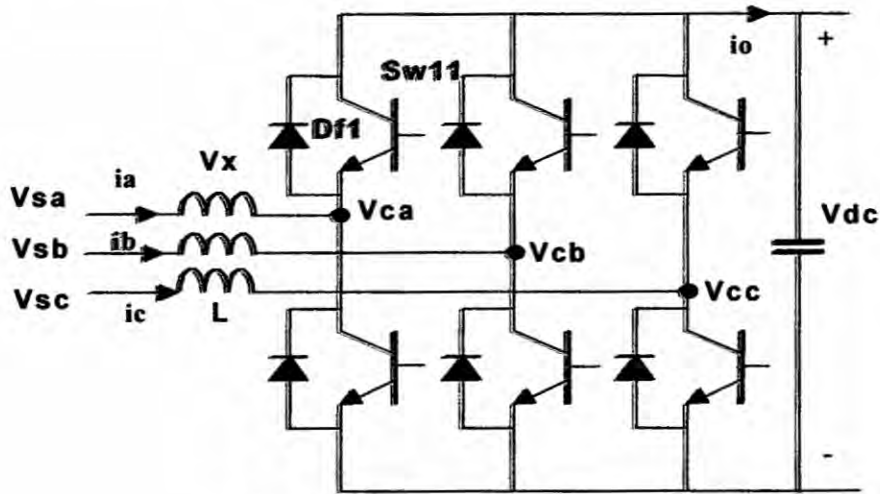 io
+
Sw11
Df1
Vx
ia
Vsa
Vca
Vdc
ib
Vsb
Vcb
Vsc
Vcc
ic
L
-